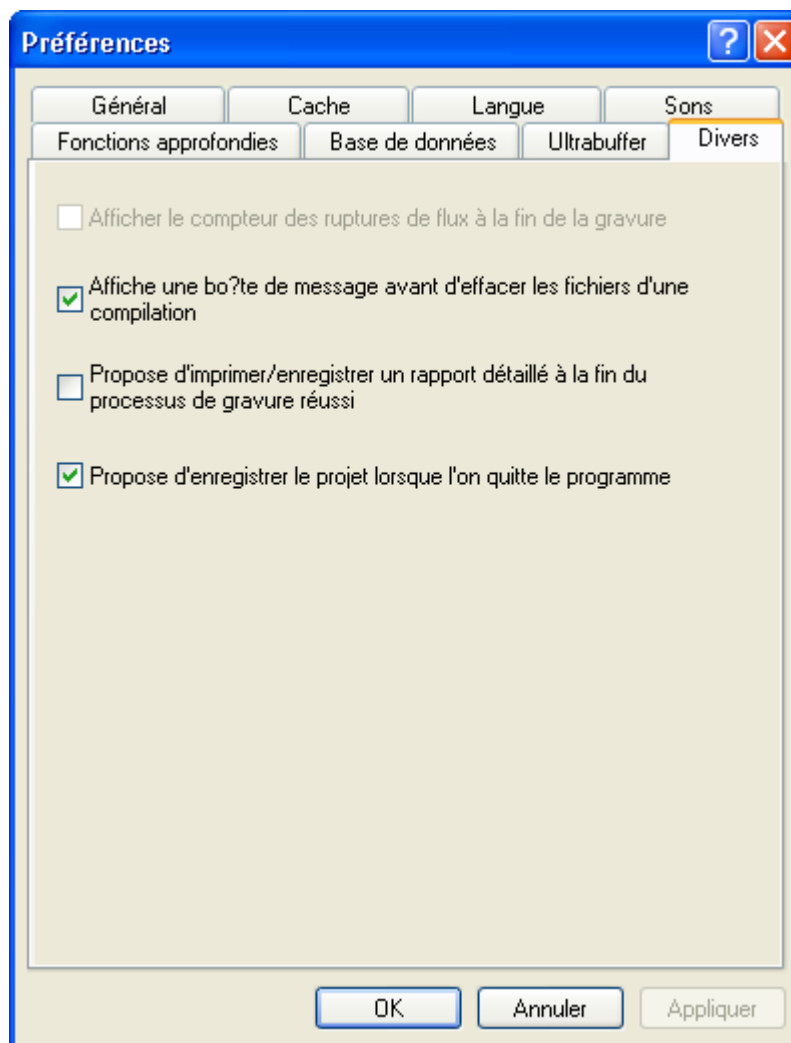 Préférences
Général Cache Langue Sons
Fonctions approfondies Base de données Ultrabuffer Divers
Afficher le compteur des ruptures de flux à la fin de la gravure
Affiche une bo?te de message avant d'effacer les fichiers d'une
compilation
Propose d'imprimer/enregistrer un rapport détaillé à la fin du
processus de gravure réussi
Propose d'enregistrer le projet lorsque l'on quitte le programme
OK Annuler Appliquer